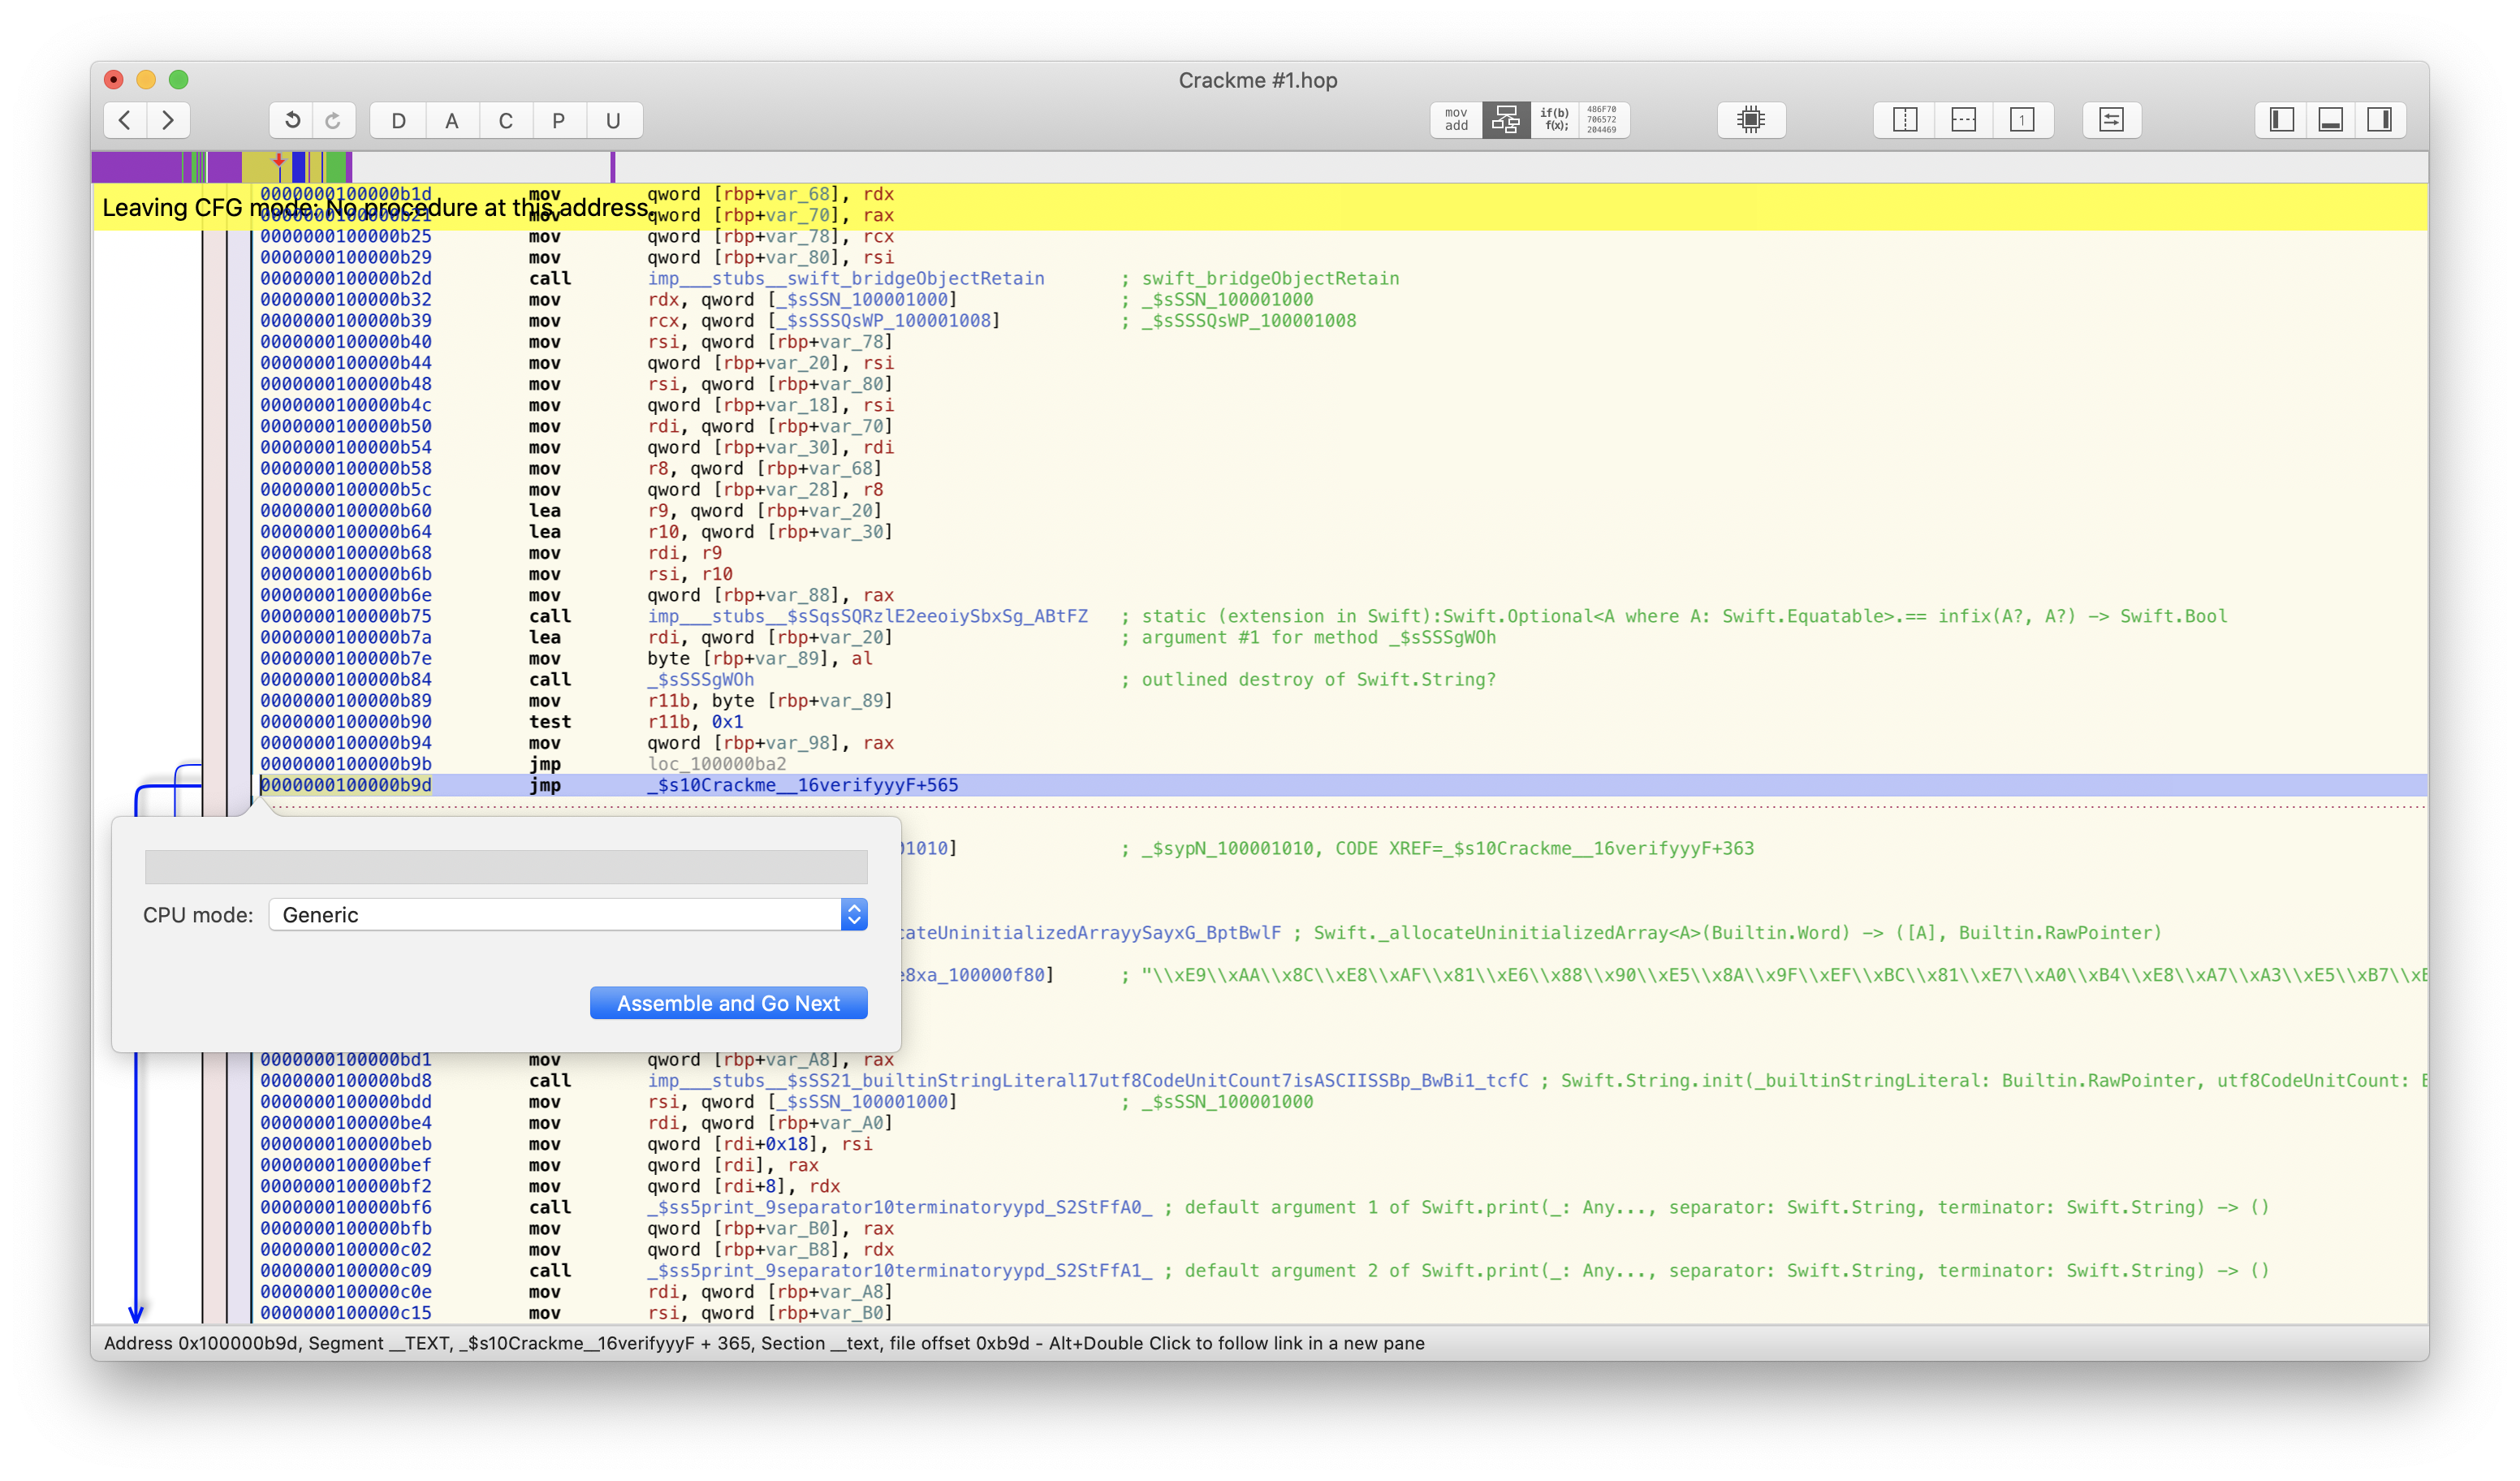 Crackme #1.hop
D A C P U
mov add
if(b) f(x);
486F70 706572 204469
1
Leaving CFG mode: No procedure at this address.
0000000100000b1d mov qword [rbp+var_68], rdx
0000000100000b21 mov qword [rbp+var_70], rax
0000000100000b25 mov qword [rbp+var_78], rcx
0000000100000b29 mov qword [rbp+var_80], rsi
0000000100000b2d call imp___stubs__swift_bridgeObjectRetain ; swift_bridgeObjectRetain
0000000100000b32 mov rdx, qword [_$sSSN_100001000] ; _$sSSN_100001000
0000000100000b39 mov rcx, qword [_$sSSSQsWP_100001008] ; _$sSSSQsWP_100001008
0000000100000b40 mov rsi, qword [rbp+var_78]
0000000100000b44 mov qword [rbp+var_20], rsi
0000000100000b48 mov rsi, qword [rbp+var_80]
0000000100000b4c mov qword [rbp+var_18], rsi
0000000100000b50 mov rdi, qword [rbp+var_70]
0000000100000b54 mov qword [rbp+var_30], rdi
0000000100000b58 mov r8, qword [rbp+var_68]
0000000100000b5c mov qword [rbp+var_28], r8
0000000100000b60 lea r9, qword [rbp+var_20]
0000000100000b64 lea r10, qword [rbp+var_30]
0000000100000b68 mov rdi, r9
0000000100000b6b mov rsi, r10
0000000100000b6e mov qword [rbp+var_88], rax
0000000100000b75 call imp___stubs__$sSqsSQRzlE2eeoiySbxSg_ABtFZ ; static (extension in Swift):Swift.Optional<A where A: Swift.Equatable>.== infix(A?, A?) -> Swift.Bool
0000000100000b7a lea rdi, qword [rbp+var_20] ; argument #1 for method _$sSSSgWOh
0000000100000b7e mov byte [rbp+var_89], al
0000000100000b84 call _$sSSSgWOh ; outlined destroy of Swift.String?
0000000100000b89 mov r11b, byte [rbp+var_89]
0000000100000b90 test r11b, 0x1
0000000100000b94 mov qword [rbp+var_98], rax
0000000100000b9b jmp loc_100000ba2
0000000100000b9d jmp _$s10Crackme__16verifyyyF+565
01010] ; _$sypN_100001010, CODE XREF=_$s10Crackme__16verifyyyF+363
CPU mode: Generic
cateUninitializedArrayySayxG_BptBwlF ; Swift._allocateUninitializedArray<A>(Builtin.Word) -> ([A], Builtin.RawPointer)
e8xa_100000f80] ; "\\xE9\\xAA\\x8C\\xE8\\xAF\\x81\\xE6\\x88\\x90\\xE5\\x8A\\x9F\\xEF\\xBC\\x81\\xE7\\xA0\\xB4\\xE8\\xA7\\xA3\\xE5\\xB7\\xE
Assemble and Go Next
0000000100000bd1 mov qword [rbp+var_A8], rax
0000000100000bd8 call imp___stubs__$sSS21_builtinStringLiteral17utf8CodeUnitCount7isASCIISSBp_BwBi1_tcfC ; Swift.String.init(_builtinStringLiteral: Builtin.RawPointer, utf8CodeUnitCount: B
0000000100000bdd mov rsi, qword [_$sSSN_100001000] ; _$sSSN_100001000
0000000100000be4 mov rdi, qword [rbp+var_A0]
0000000100000beb mov qword [rdi+0x18], rsi
0000000100000bef mov qword [rdi], rax
0000000100000bf2 mov qword [rdi+8], rdx
0000000100000bf6 call _$ss5print_9separator10terminatoryypd_S2StFfA0_ ; default argument 1 of Swift.print(_: Any..., separator: Swift.String, terminator: Swift.String) -> ()
0000000100000bfb mov qword [rbp+var_B0], rax
0000000100000c02 mov qword [rbp+var_B8], rdx
0000000100000c09 call _$ss5print_9separator10terminatoryypd_S2StFfA1_ ; default argument 2 of Swift.print(_: Any..., separator: Swift.String, terminator: Swift.String) -> ()
0000000100000c0e mov rdi, qword [rbp+var_A8]
0000000100000c15 mov rsi, qword [rbp+var_B0]
Address 0x100000b9d, Segment __TEXT, _$s10Crackme__16verifyyyF + 365, Section __text, file offset 0xb9d - Alt+Double Click to follow link in a new pane